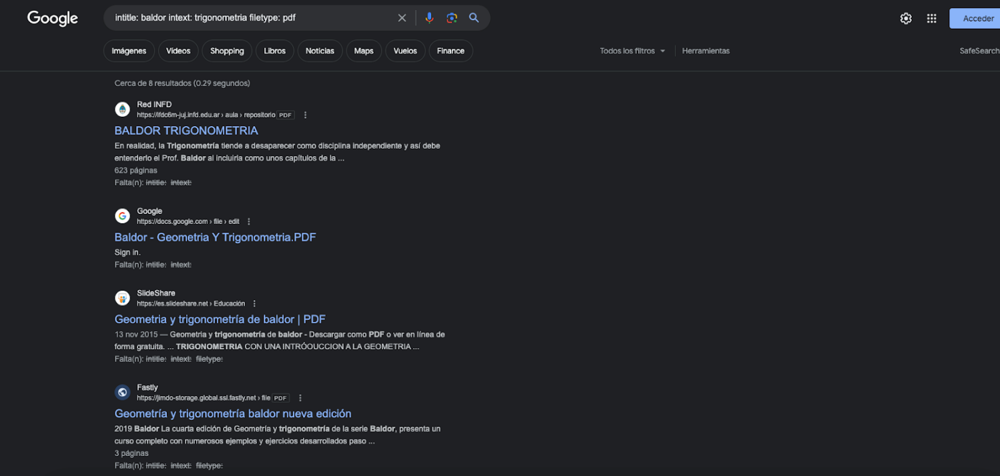 Google
intitle: baldor intext: trigonometria filetype: pdf
Acceder
Imágenes Videos Shopping Libros Noticias Maps Vuelos Finance
Todos los filtros Herramientas
SafeSearch
Cerca de 8 resultados (0.29 segundos)
Red INFD
https://ifdc6m-juj.infd.edu.ar › aula › repositorio PDF
BALDOR TRIGONOMETRIA
En realidad, la Trigonometría tiende a desaparecer como disciplina independiente y así debe
entenderlo el Prof. Baldor al incluirla como unos capítulos de la ...
623 páginas
Falta(n): intitle: intext:
Google
https://docs.google.com › file › edit
Baldor - Geometria Y Trigonometria.PDF
Sign in.
Falta(n): intitle: intext:
SlideShare
https://es.slideshare.net › Educación
Geometria y trigonometría de baldor | PDF
13 nov 2015 — Geometria y trigonometría de baldor - Descargar como PDF o ver en línea de
forma gratuita. ... TRIGONOMETRIA CON UNA INTRÓOUCCION A LA GEOMETRIA ...
Falta(n): intitle: intext: filetype:
Fastly
https://jimdo-storage.global.ssl.fastly.net › file PDF
Geometría y trigonometría baldor nueva edición
2019 Baldor La cuarta edición de Geometría y trigonometría de la serie Baldor, presenta un
curso completo con numerosos ejemplos y ejercicios desarrollados paso ...
3 páginas
Falta(n): intitle: intext: filetype: